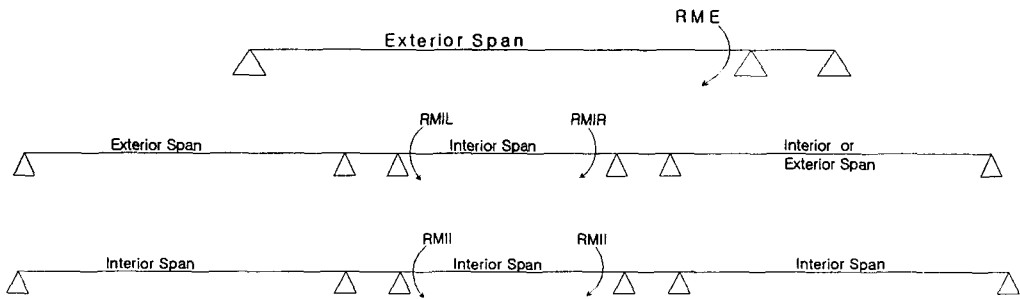 RME
Exterior Span
RMIL RMIR
Exterior Span Interior Span Interior or
Exterior Span
RMII RMII
Interior Span Interior Span Interior Span